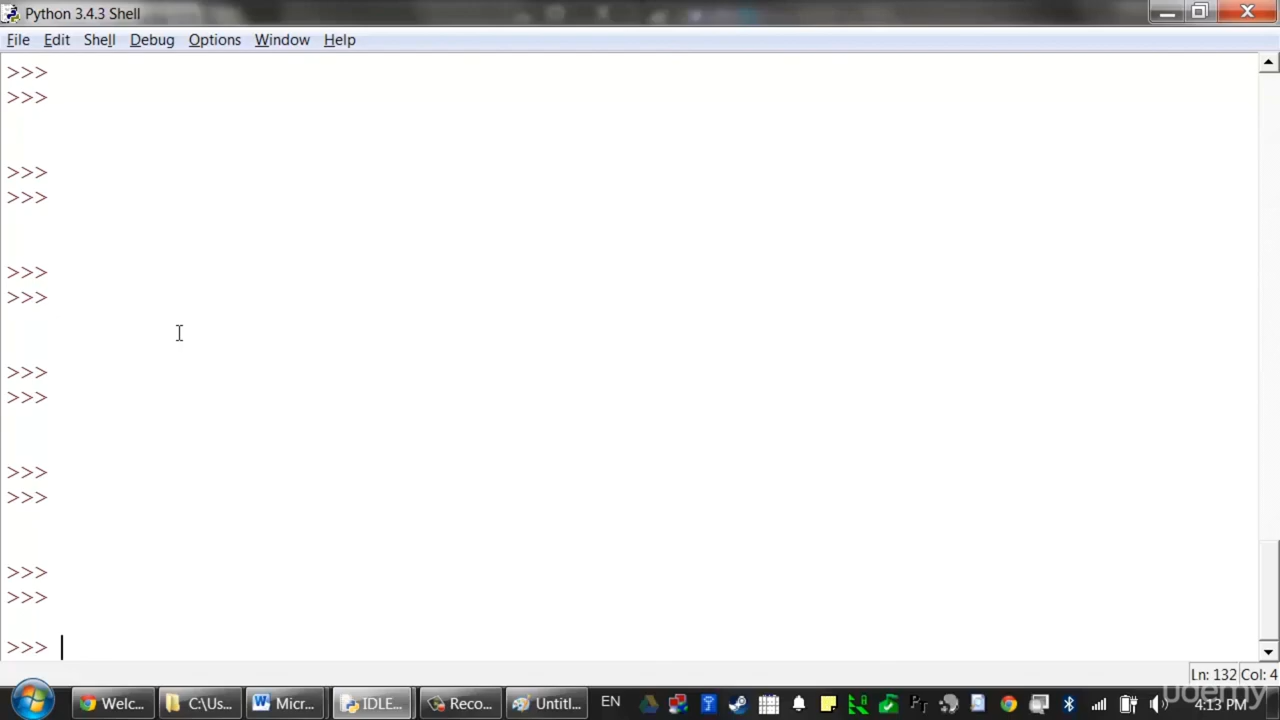 Python 3.4.3 Shell
File Edit Shell Debug Options Window Help
>>>
>>>
>>>
>>>
>>>
>>>
>>>
>>>
>>>
>>>
>>>
>>>
>>>
Ln: 132 Col: 4
Welc... C:\Us... Micr... IDLE... Reco... Untitl... EN 4:13 PM
udemy